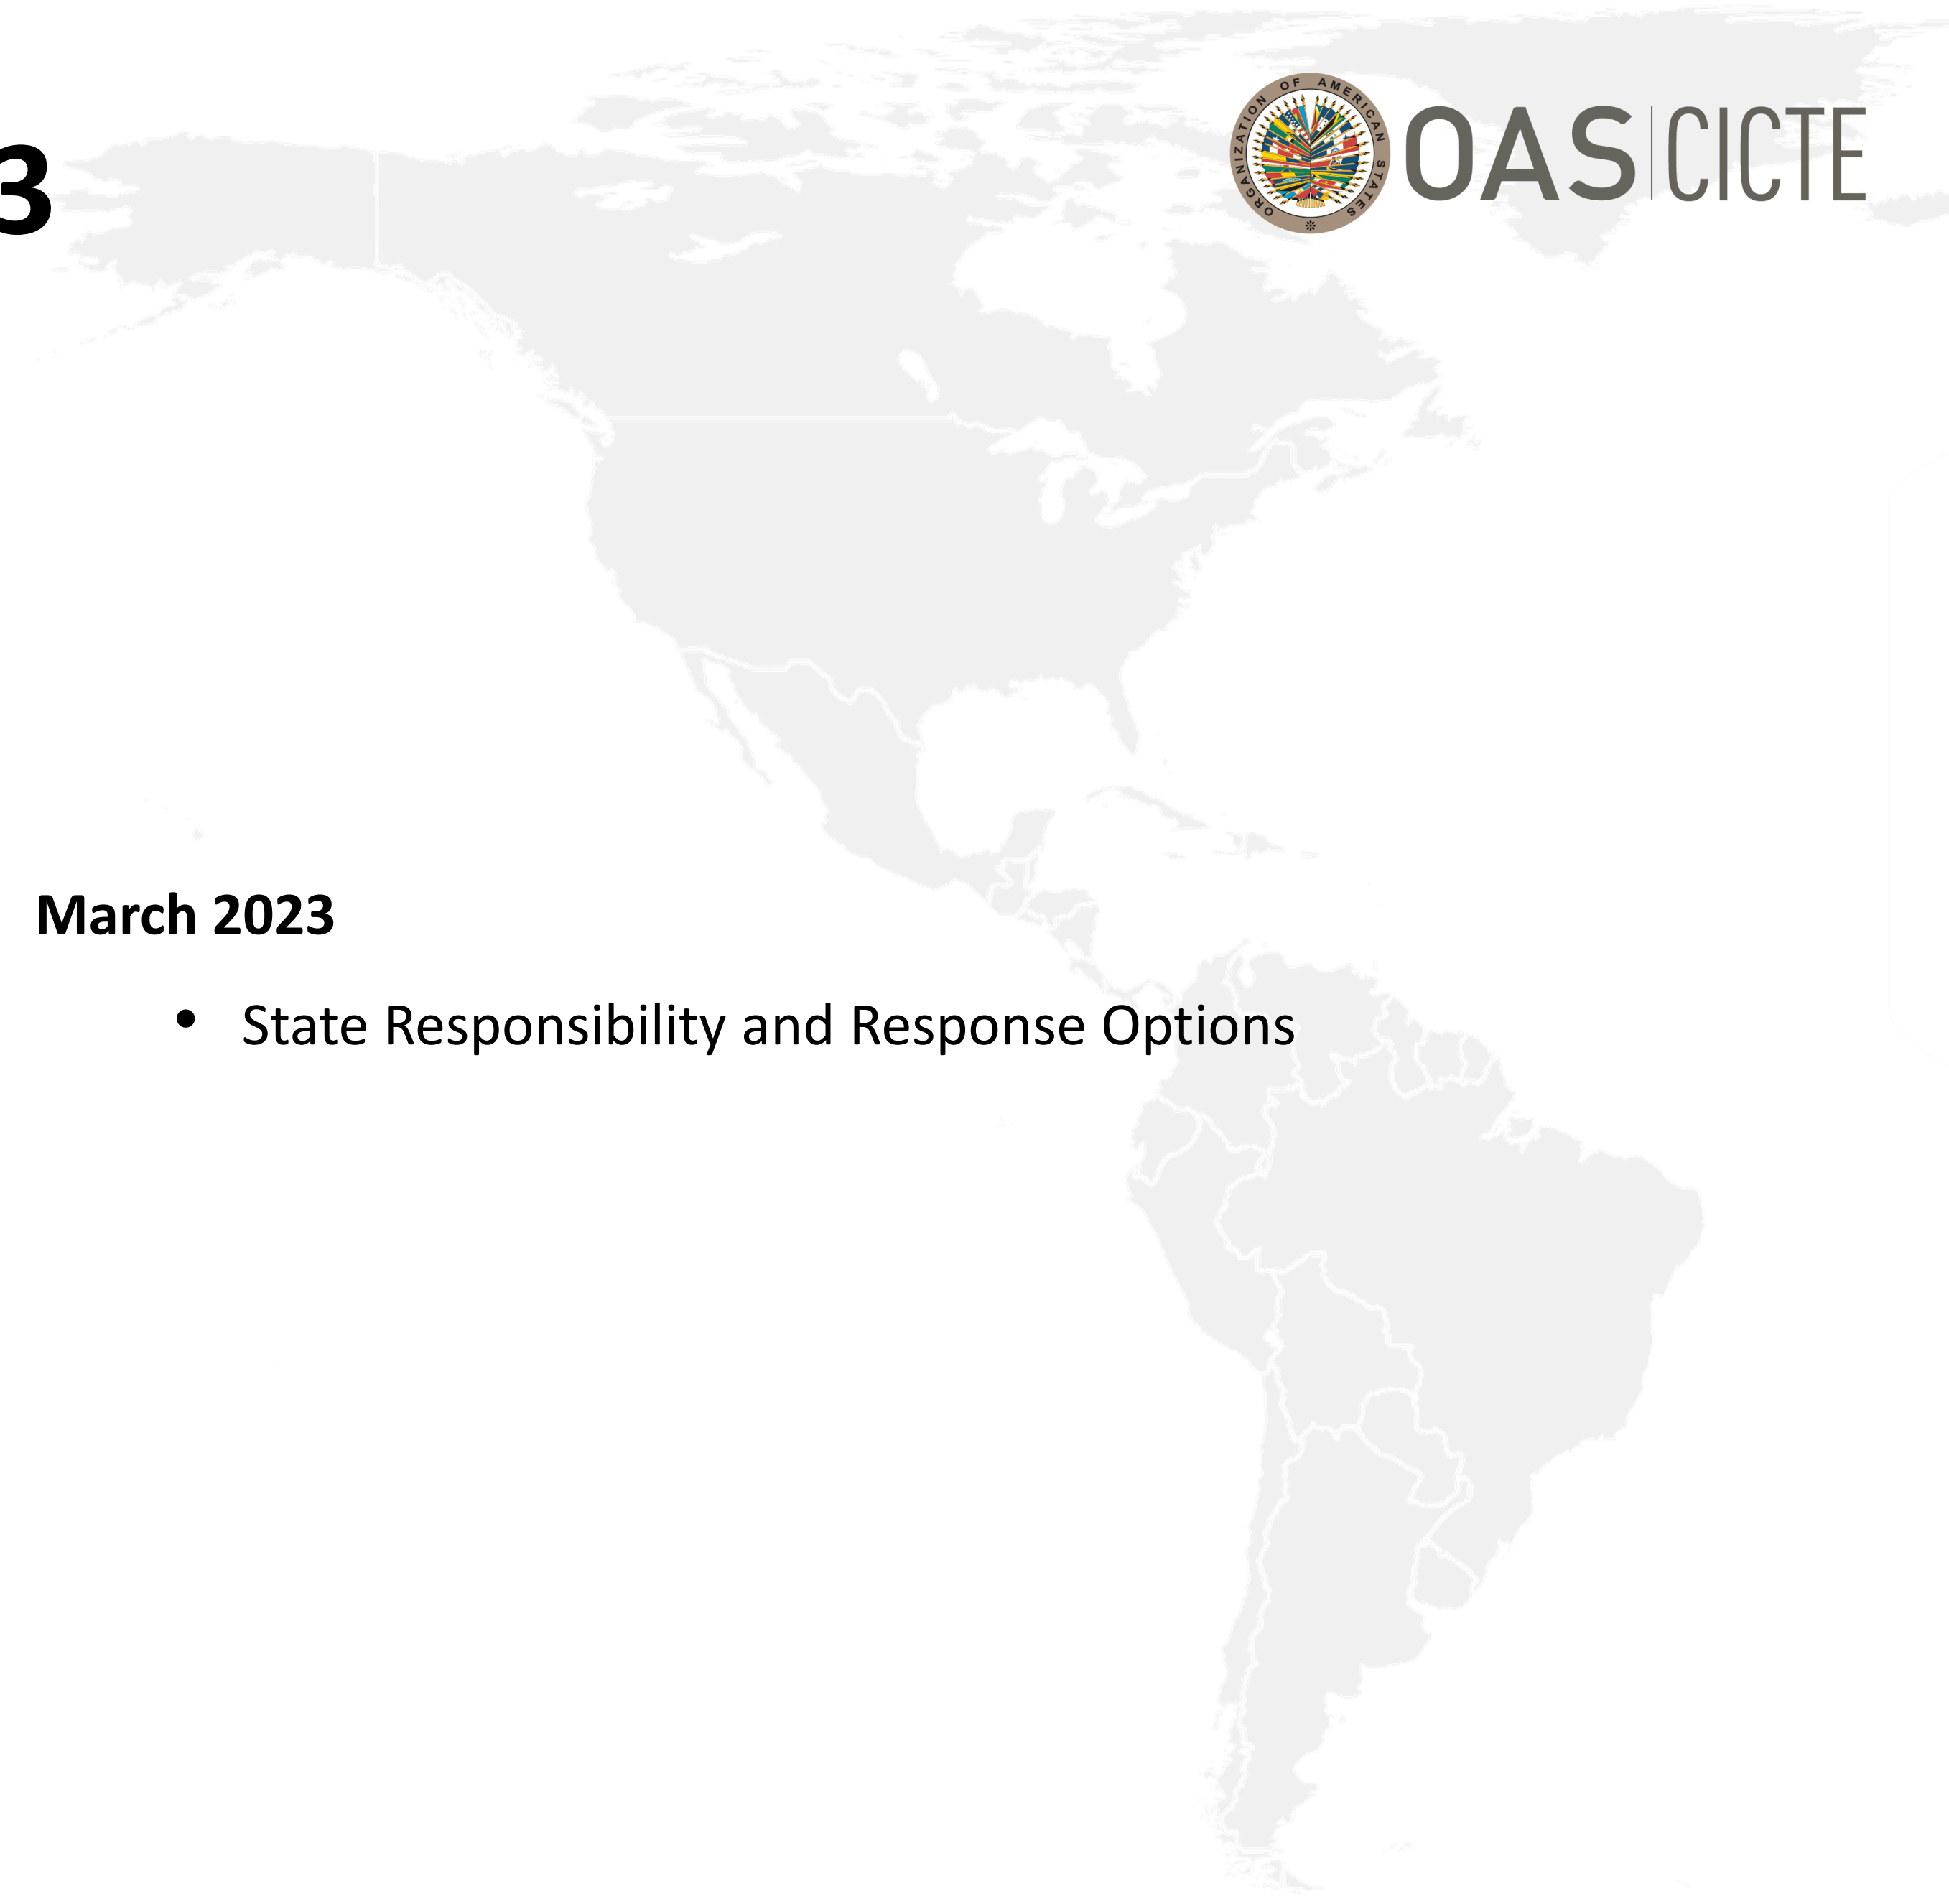 3
ORGANIZATION OF AMERICAN STATES
OAS|CICTE
March 2023
• State Responsibility and Response Options